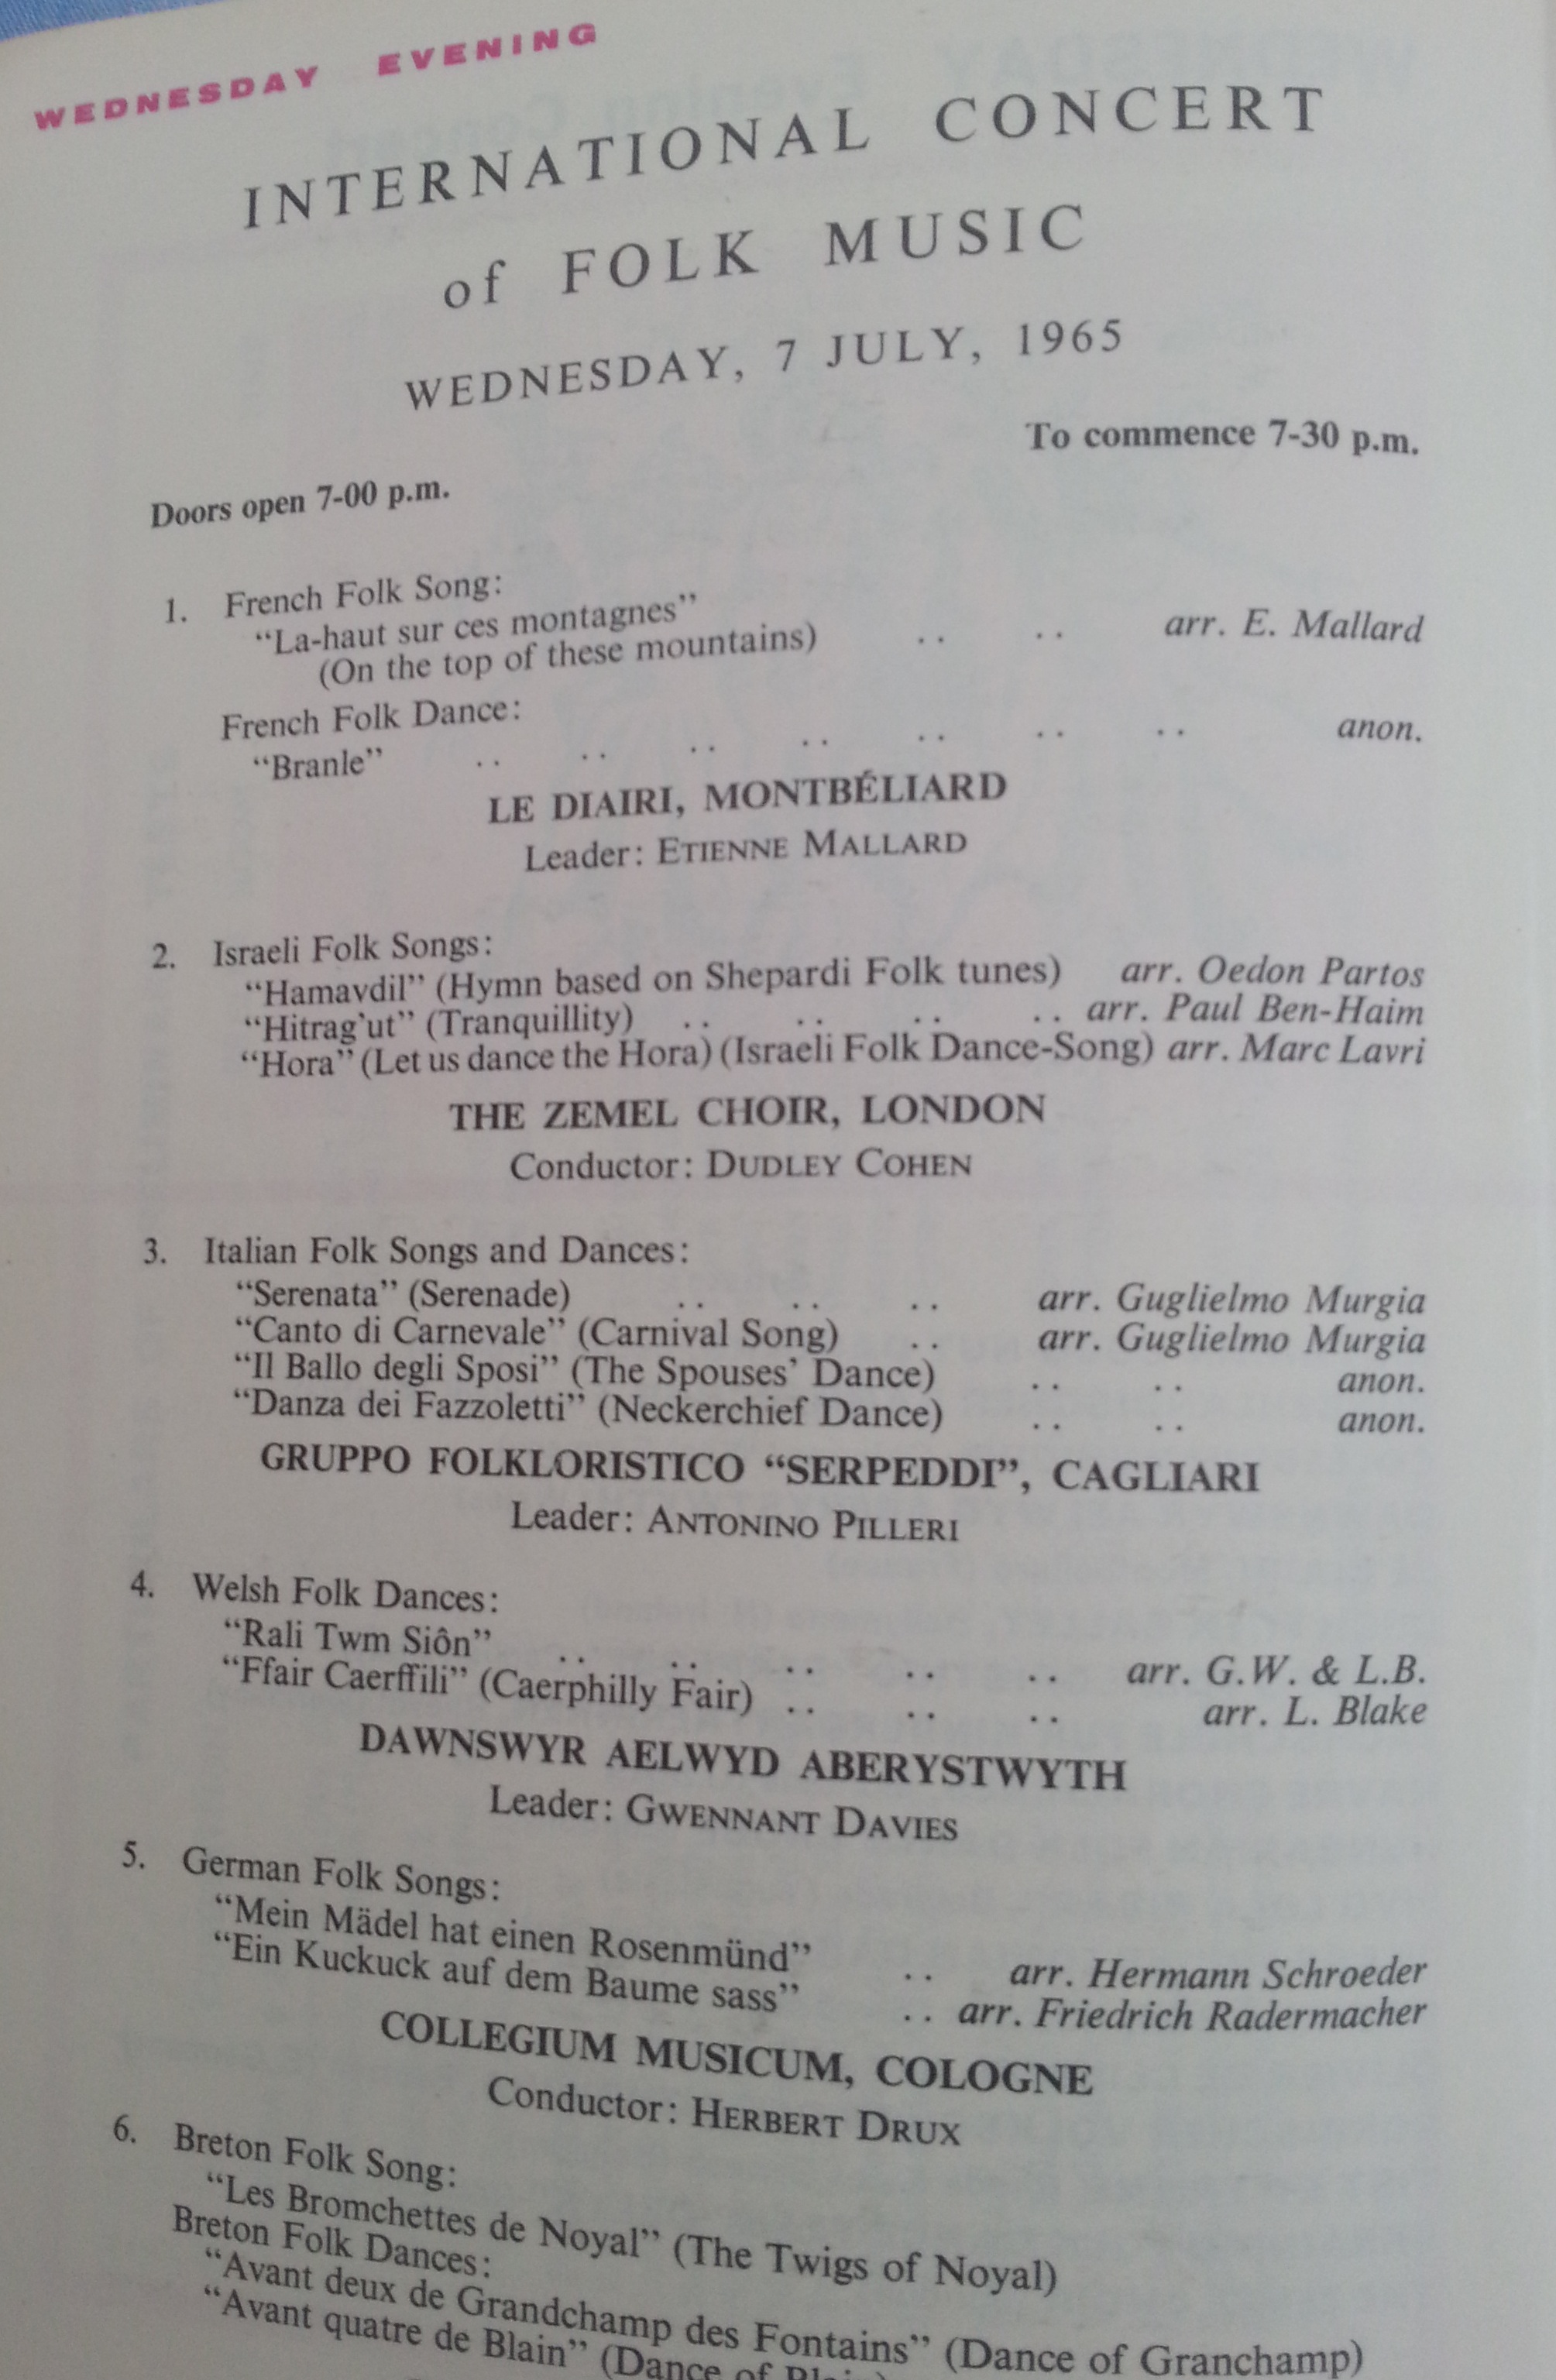 WEDNESDAY EVENING
INTERNATIONAL CONCERT
of FOLK MUSIC
WEDNESDAY, 7 JULY, 1965
To commence 7-30 p.m.
Doors open 7-00 p.m.
1. French Folk Song:
“La-haut sur ces montagnes”
(On the top of these mountains) .. .. arr. E. Mallard
French Folk Dance:
“Branle” .. .. .. .. .. .. .. anon.
LE DIAIRI, MONTBÉLIARD
Leader: ETIENNE MALLARD
2. Israeli Folk Songs:
“Hamavdil” (Hymn based on Shepardi Folk tunes) arr. Oedon Partos
“Hitrag'ut” (Tranquillity) .. .. .. .. arr. Paul Ben-Haim
“Hora” (Let us dance the Hora) (Israeli Folk Dance-Song) arr. Marc Lavri
THE ZEMEL CHOIR, LONDON
Conductor: DUDLEY COHEN
3. Italian Folk Songs and Dances:
“Serenata” (Serenade) .. .. .. arr. Guglielmo Murgia
“Canto di Carnevale” (Carnival Song) .. arr. Guglielmo Murgia
“Il Ballo degli Sposi” (The Spouses' Dance) .. .. anon.
“Danza dei Fazzoletti” (Neckerchief Dance) .. .. anon.
GRUPPO FOLKLORISTICO “SERPEDDI”, CAGLIARI
Leader: ANTONINO PILLERI
4. Welsh Folk Dances:
“Rali Twm Siôn” .. .. .. .. .. arr. G.W. & L.B.
“Ffair Caerffili” (Caerphilly Fair) .. .. .. arr. L. Blake
DAWNSWYR AELWYD ABERYSTWYTH
Leader: GWENNANT DAVIES
5. German Folk Songs:
“Mein Mädel hat einen Rosenmünd” .. arr. Hermann Schroeder
“Ein Kuckuck auf dem Baume sass” .. arr. Friedrich Radermacher
COLLEGIUM MUSICUM, COLOGNE
Conductor: HERBERT DRUX
6. Breton Folk Song:
“Les Bromchettes de Noyal” (The Twigs of Noyal)
Breton Folk Dances:
“Avant deux de Grandchamp des Fontains” (Dance of Granchamp)
“Avant quatre de Blain” (Dance of Blain)